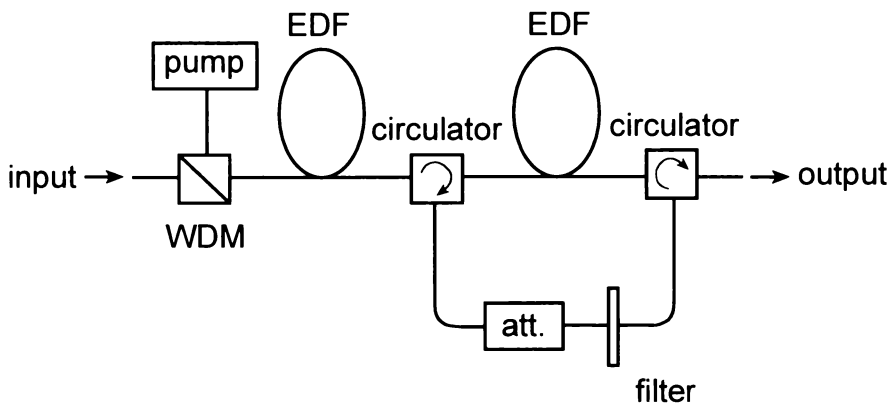 EDF
EDF
pump
circulator
circulator
input
output
WDM
att.
filter